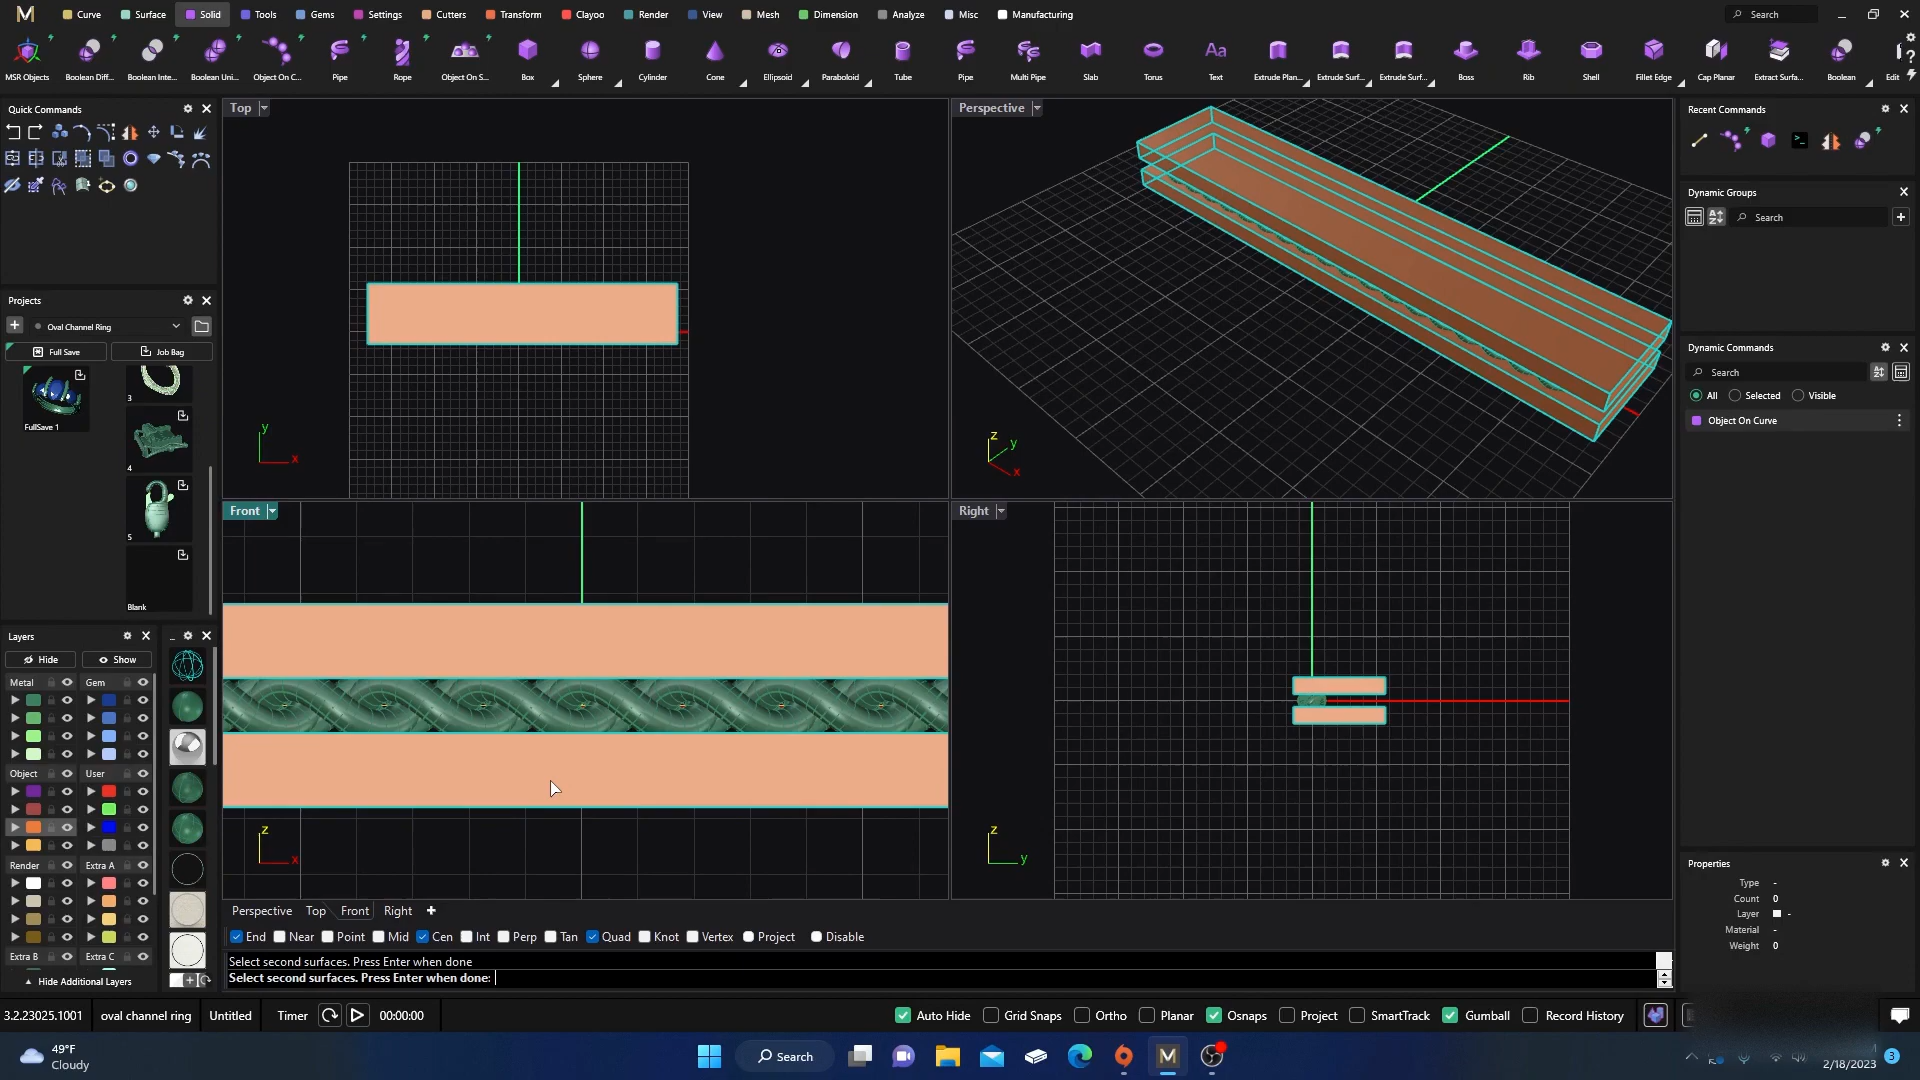 Curve Surface Solid Tools Gems Settings Cutters Transform Clayoo Render View Mesh Dimension Analyze Misc Manufacturing Search
MSR Objects Boolean Diff... Boolean Inte... Boolean Uni... Object On C... Pipe Rope Object On S... Box Sphere Cylinder Cone Ellipsoid Paraboloid Tube Pipe Multi Pipe Slab Torus Text Extrude Plan... Extrude Surf... Extrude Surf... Boss Rib Shell Fillet Edge Cap Planar Extract Surfa... Boolean Edit
Quick Commands
Projects
Oval Channel Ring
Full Save Job Bag
FullSave 1
3
4
5
Blank
Layers
Hide Show
Metal Gem
Object User
Render Extra A
Extra B Extra C
Hide Additional Layers
Top
y
x
Perspective
z
y
x
Front
z
x
Right
z
y
Perspective Top Front Right
End Near Point Mid Cen Int Perp Tan Quad Knot Vertex Project Disable
Select second surfaces. Press Enter when done
Select second surfaces. Press Enter when done:
Recent Commands
Dynamic Groups
Search
Dynamic Commands
Search
All Selected Visible
Object On Curve
Properties
Type -
Count 0
Layer -
Material -
Weight 0
3.2.23025.1001 oval channel ring Untitled Timer 00:00:00 Auto Hide Grid Snaps Ortho Planar Osnaps Project SmartTrack Gumball Record History
49°F
Cloudy
Search
2/18/2023
3